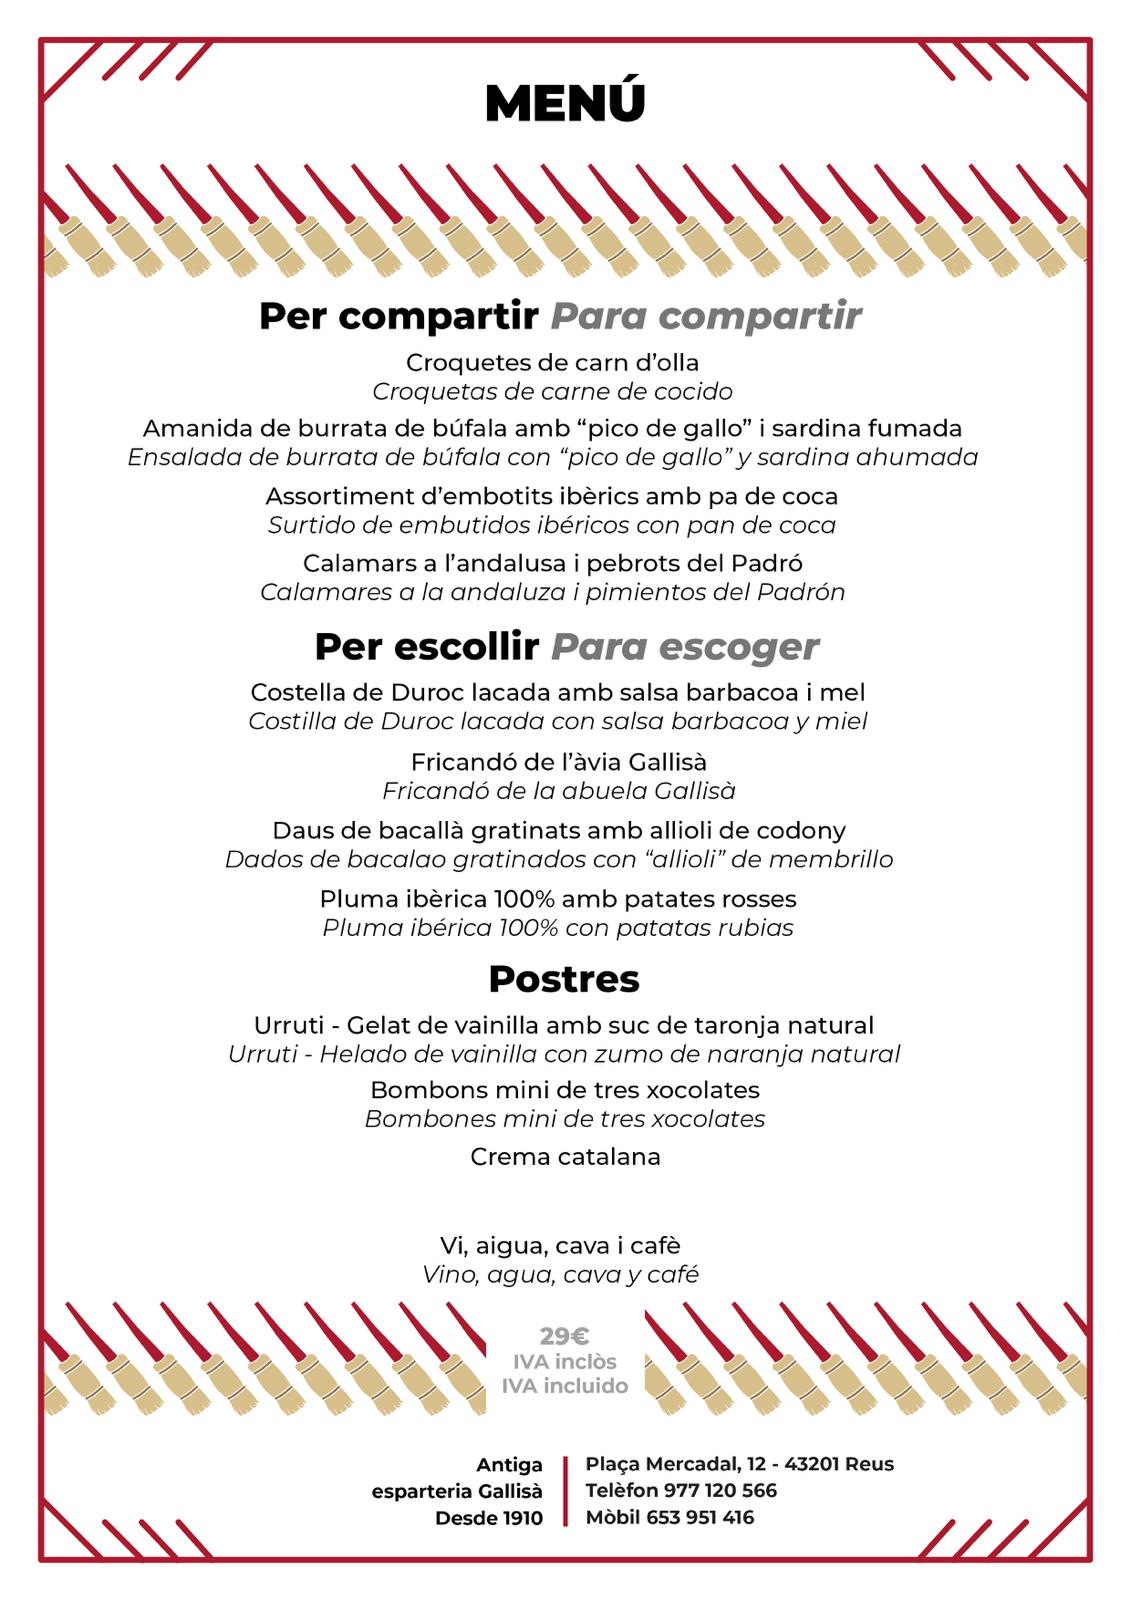 MENÚ
Per compartir Para compartir
Croquetes de carn d’olla
Croquetas de carne de cocido
Amanida de burrata de búfala amb “pico de gallo” i sardina fumada
Ensalada de burrata de búfala con “pico de gallo” y sardina ahumada
Assortiment d’embotits ibèrics amb pa de coca
Surtido de embutidos ibéricos con pan de coca
Calamars a l’andalusa i pebrots del Padró
Calamares a la andaluza i pimientos del Padrón
Per escollir Para escoger
Costella de Duroc lacada amb salsa barbacoa i mel
Costilla de Duroc lacada con salsa barbacoa y miel
Fricandó de l’àvia Gallisà
Fricandó de la abuela Gallisà
Daus de bacallà gratinats amb allioli de codony
Dados de bacalao gratinados con “allioli” de membrillo
Pluma ibèrica 100% amb patates rosses
Pluma ibérica 100% con patatas rubias
Postres
Urruti - Gelat de vainilla amb suc de taronja natural
Urruti - Helado de vainilla con zumo de naranja natural
Bombons mini de tres xocolates
Bombones mini de tres xocolates
Crema catalana
Vi, aigua, cava i cafè
Vino, agua, cava y café
29€
IVA inclòs
IVA incluido
Antiga
esparteria Gallisà
Desde 1910
Plaça Mercadal, 12 - 43201 Reus
Telèfon 977 120 566
Mòbil 653 951 416